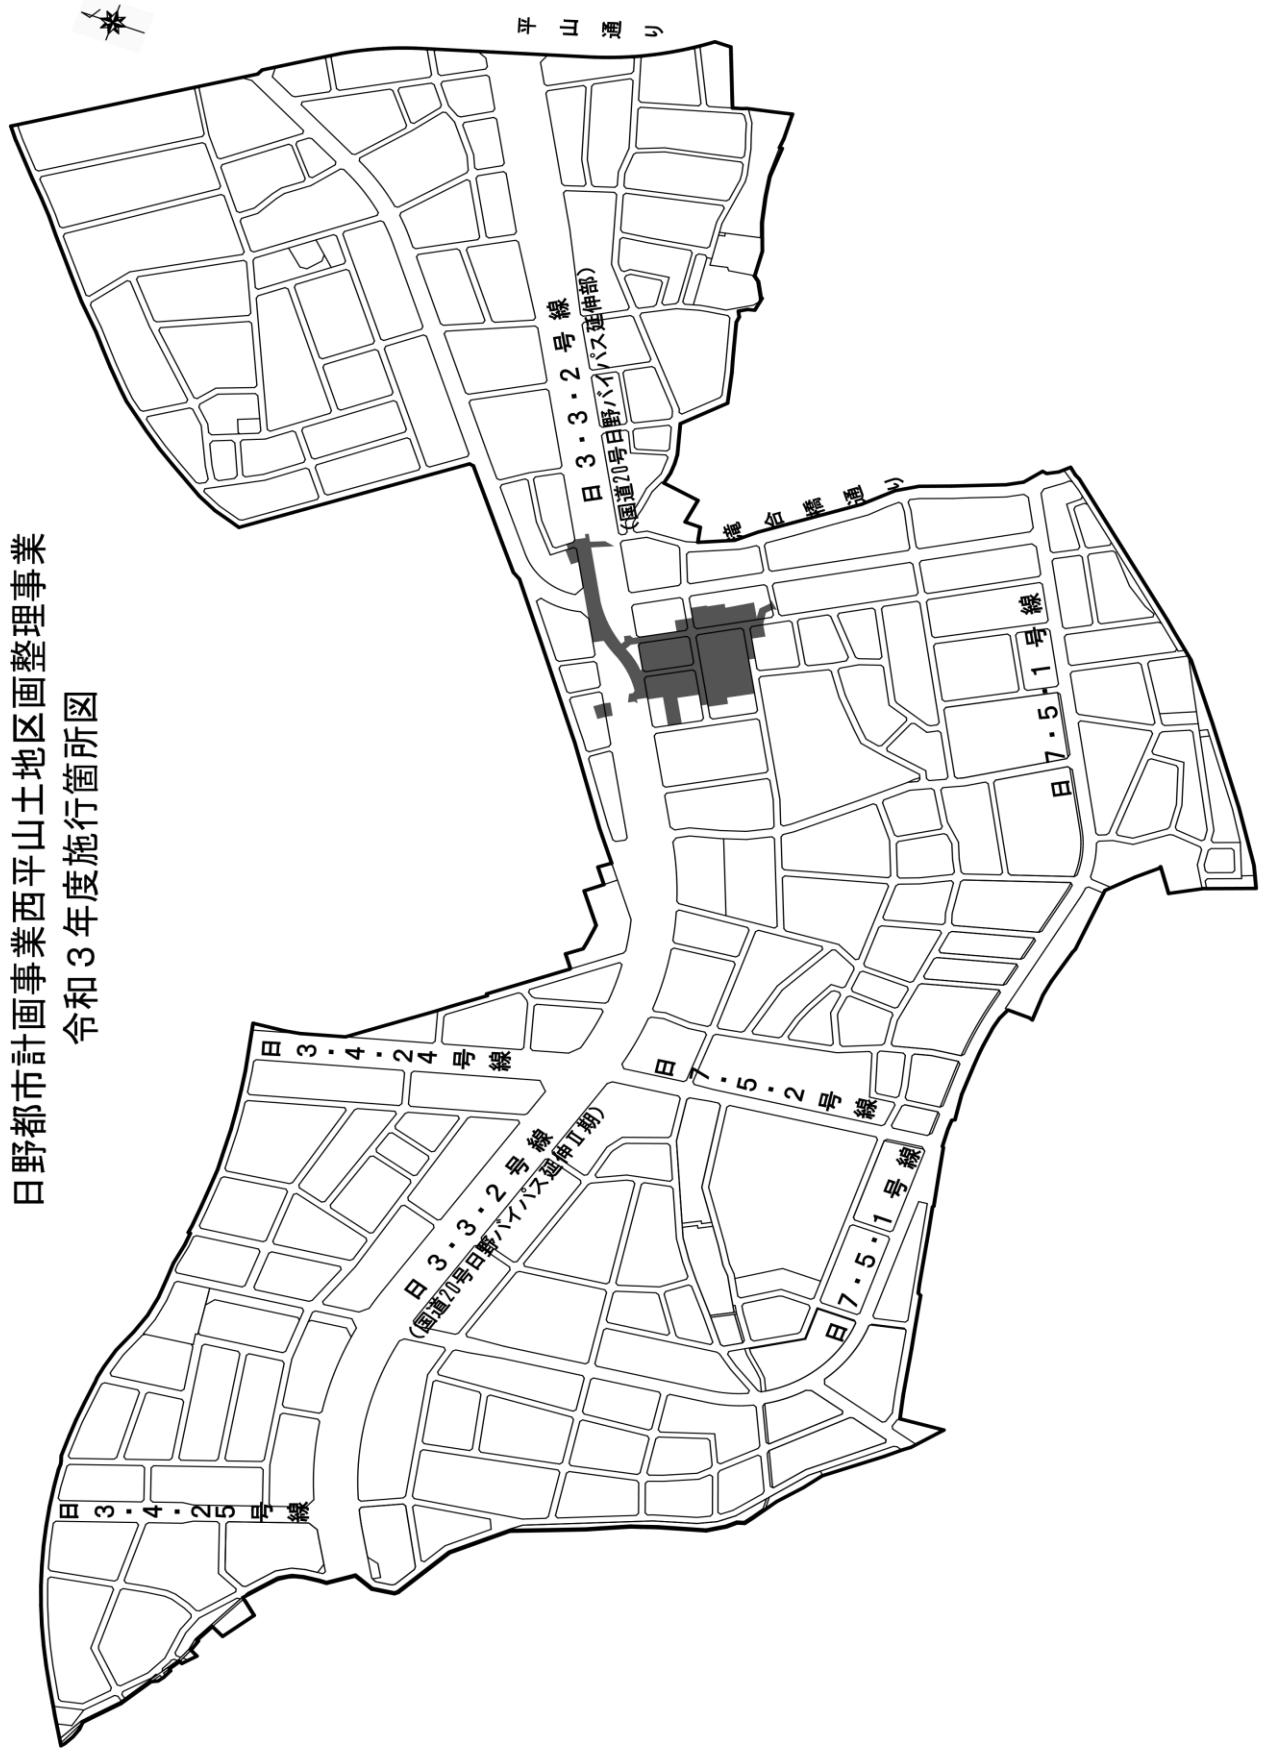 日野都市計画事業西平山土地区画整理事業
令和３年度施行箇所図
平山通り
日３・３・２号線
(国道20号日野バイパス延伸部)
滝合橋通り
日７・５・１号線
日３・４・２４号線
日７・５・２号線
日３・３・２号線
(国道20号日野バイパス延伸Ⅱ期)
日７・５・１号線
日３・４・２５号線